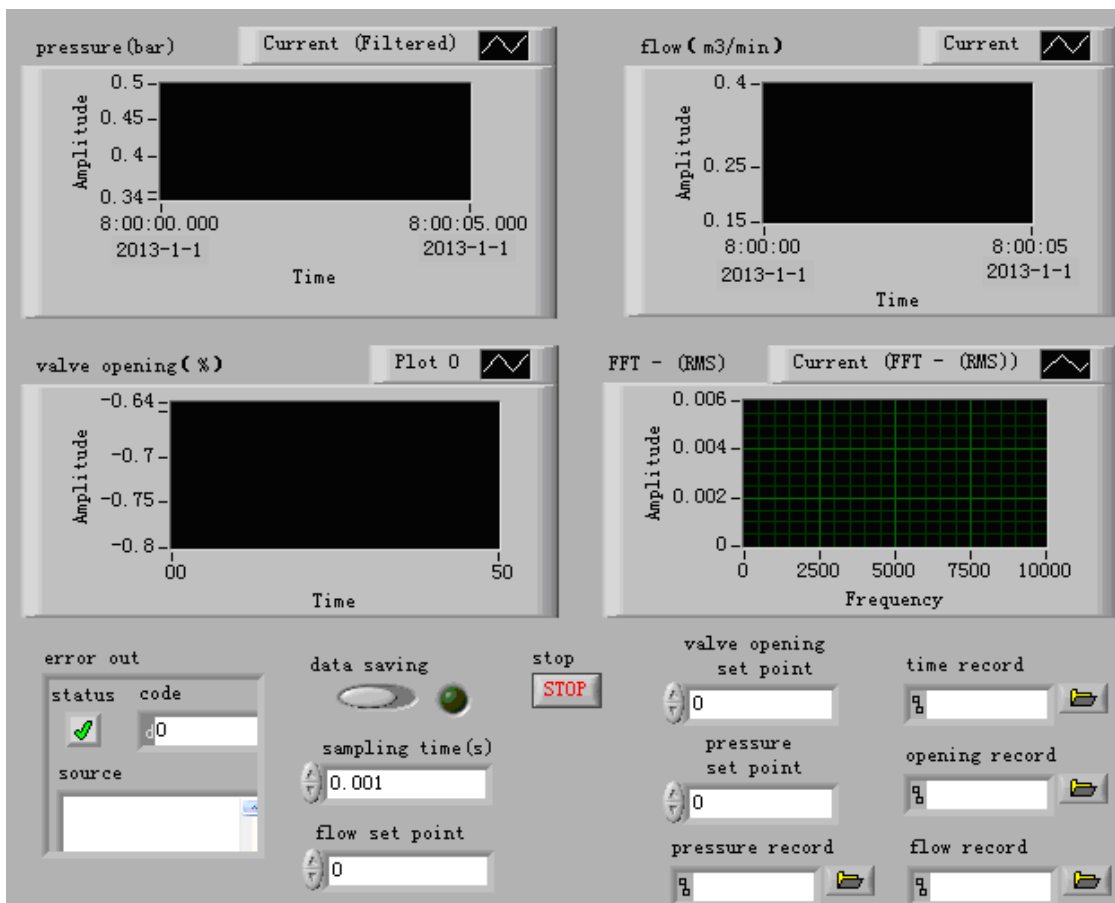 pressure(bar)
Current (Filtered)
Amplitude
0.5
0.45
0.4
0.34
8:00:00.000
2013-1-1
8:00:05.000
2013-1-1
Time
flow(m3/min)
Current
Amplitude
0.4
0.25
0.15
8:00:00
2013-1-1
8:00:05
2013-1-1
Time
valve opening(%)
Plot 0
Amplitude
-0.64
-0.7
-0.75
-0.8
00
50
Time
FFT - (RMS)
Current (FFT - (RMS))
Amplitude
0.006
0.004
0.002
0
0
2500
5000
7500
10000
Frequency
error out
status
code
d0
source
data saving
sampling time(s)
0.001
flow set point
0
stop
STOP
valve opening
set point
0
pressure
set point
0
pressure record
time record
opening record
flow record